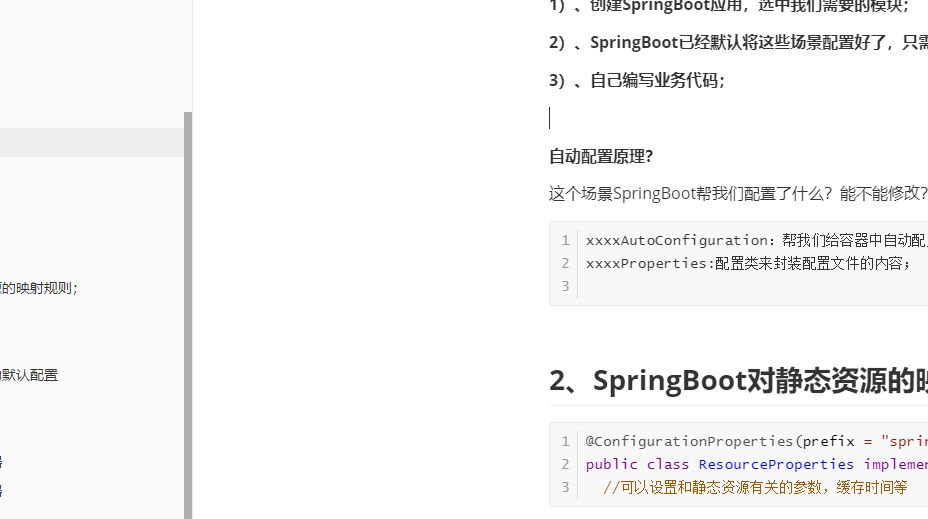 1）、创建SpringBoot应用，选中我们需要的模块；
2）、SpringBoot已经默认将这些场景配置好了，只需
3）、自己编写业务代码；
自动配置原理？
这个场景SpringBoot帮我们配置了什么？能不能修改？
1 xxxxAutoConfiguration：帮我们给容器中自动配
2 xxxxProperties:配置类来封装配置文件的内容；
3
的映射规则；
默认配置
2、SpringBoot对静态资源的映
1 @ConfigurationProperties(prefix = "sprin
2 public class ResourceProperties implemen
3 //可以设置和静态资源有关的参数，缓存时间等
器
器